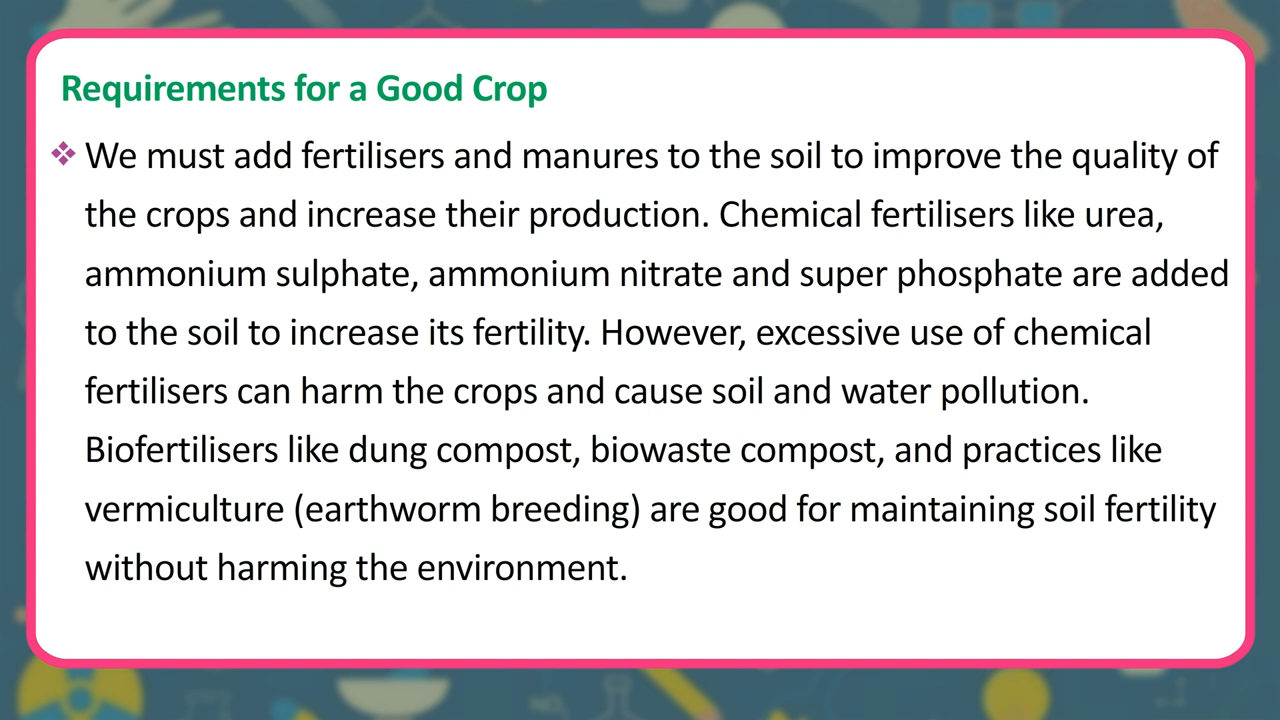 Requirements for a Good Crop
We must add fertilisers and manures to the soil to improve the quality of
the crops and increase their production. Chemical fertilisers like urea,
ammonium sulphate, ammonium nitrate and super phosphate are added
to the soil to increase its fertility. However, excessive use of chemical
fertilisers can harm the crops and cause soil and water pollution.
Biofertilisers like dung compost, biowaste compost, and practices like
vermiculture (earthworm breeding) are good for maintaining soil fertility
without harming the environment.